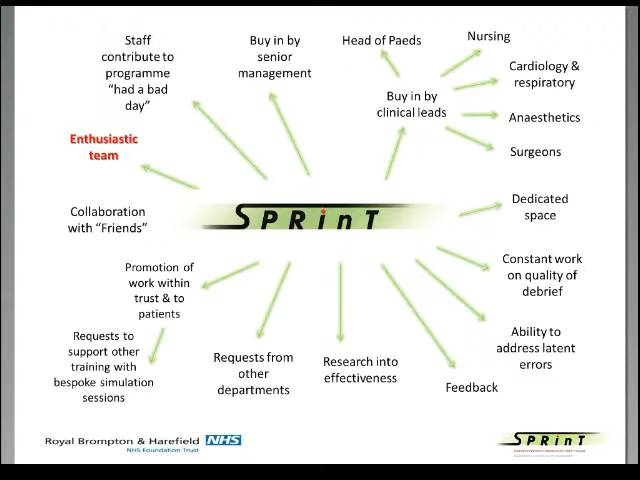 Staff
contribute to
programme
“had a bad
day”
Buy in by
senior
management
Head of Paeds
Nursing
Cardiology &
respiratory
Buy in by
clinical leads
Anaesthetics
Surgeons
Enthusiastic
team
Collaboration
with “Friends”
SPRinT
Dedicated
space
Constant work
on quality of
debrief
Promotion of
work within
trust & to
patients
Ability to
address latent
errors
Requests to
support other
training with
bespoke simulation
sessions
Requests from
other
departments
Research into
effectiveness
Feedback
Royal Brompton & Harefield NHS
NHS Foundation Trust
SPRinT